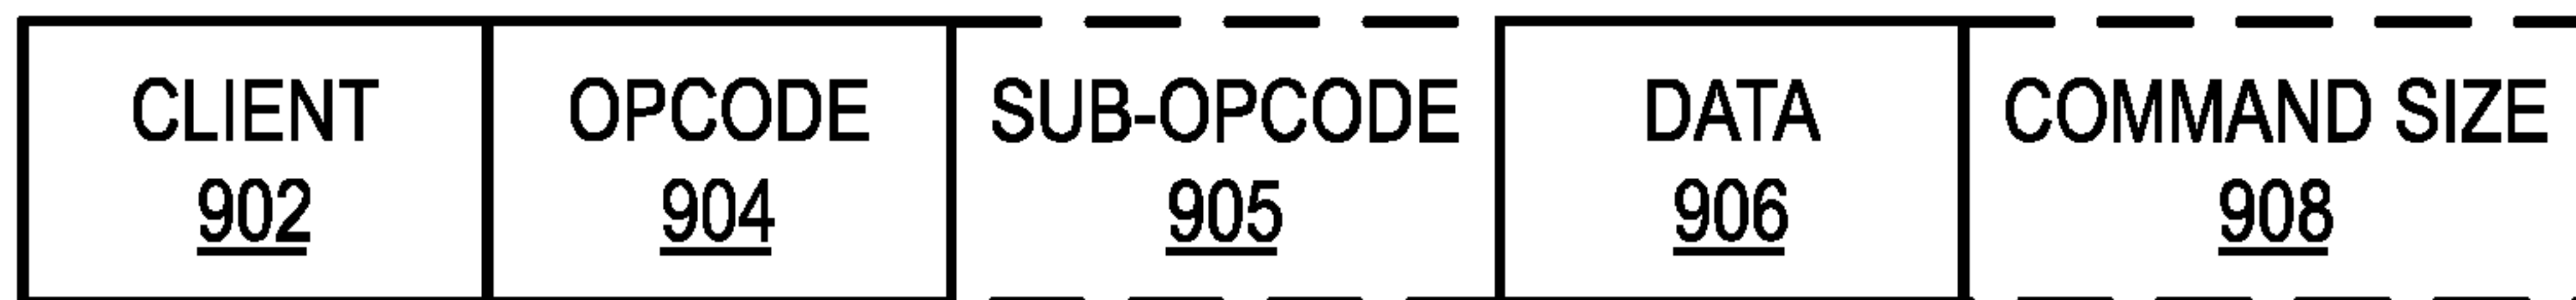 CLIENT OPCODE SUB-OPCODE DATA COMMAND SIZE
902 904 905 906 908